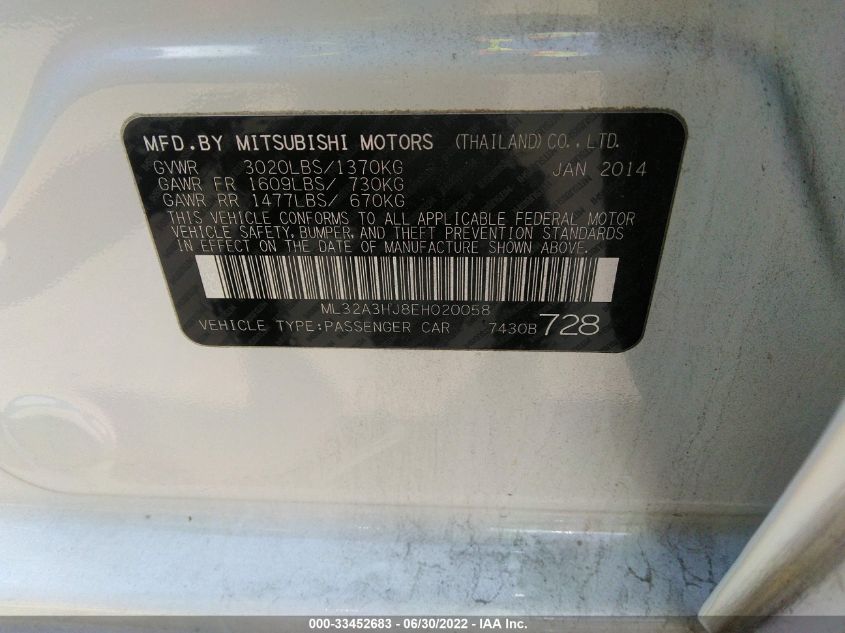 MFD.BY MITSUBISHI MOTORS (THAILAND)CO.,LTD.
GVWR 3020LBS/1370KG JAN 2014
GAWR FR 1609LBS/ 730KG
GAWR RR 1477LBS/ 670KG
THIS VEHICLE CONFORMS TO ALL APPLICABLE FEDERAL MOTOR
VEHICLE SAFETY, BUMPER, AND THEFT PREVENTION STANDARDS
IN EFFECT ON THE DATE OF MANUFACTURE SHOWN ABOVE.
ML32A3HJ8EH020058
VEHICLE TYPE:PASSENGER CAR 7430B 728
000-33452683 - 06/30/2022 - IAA Inc.